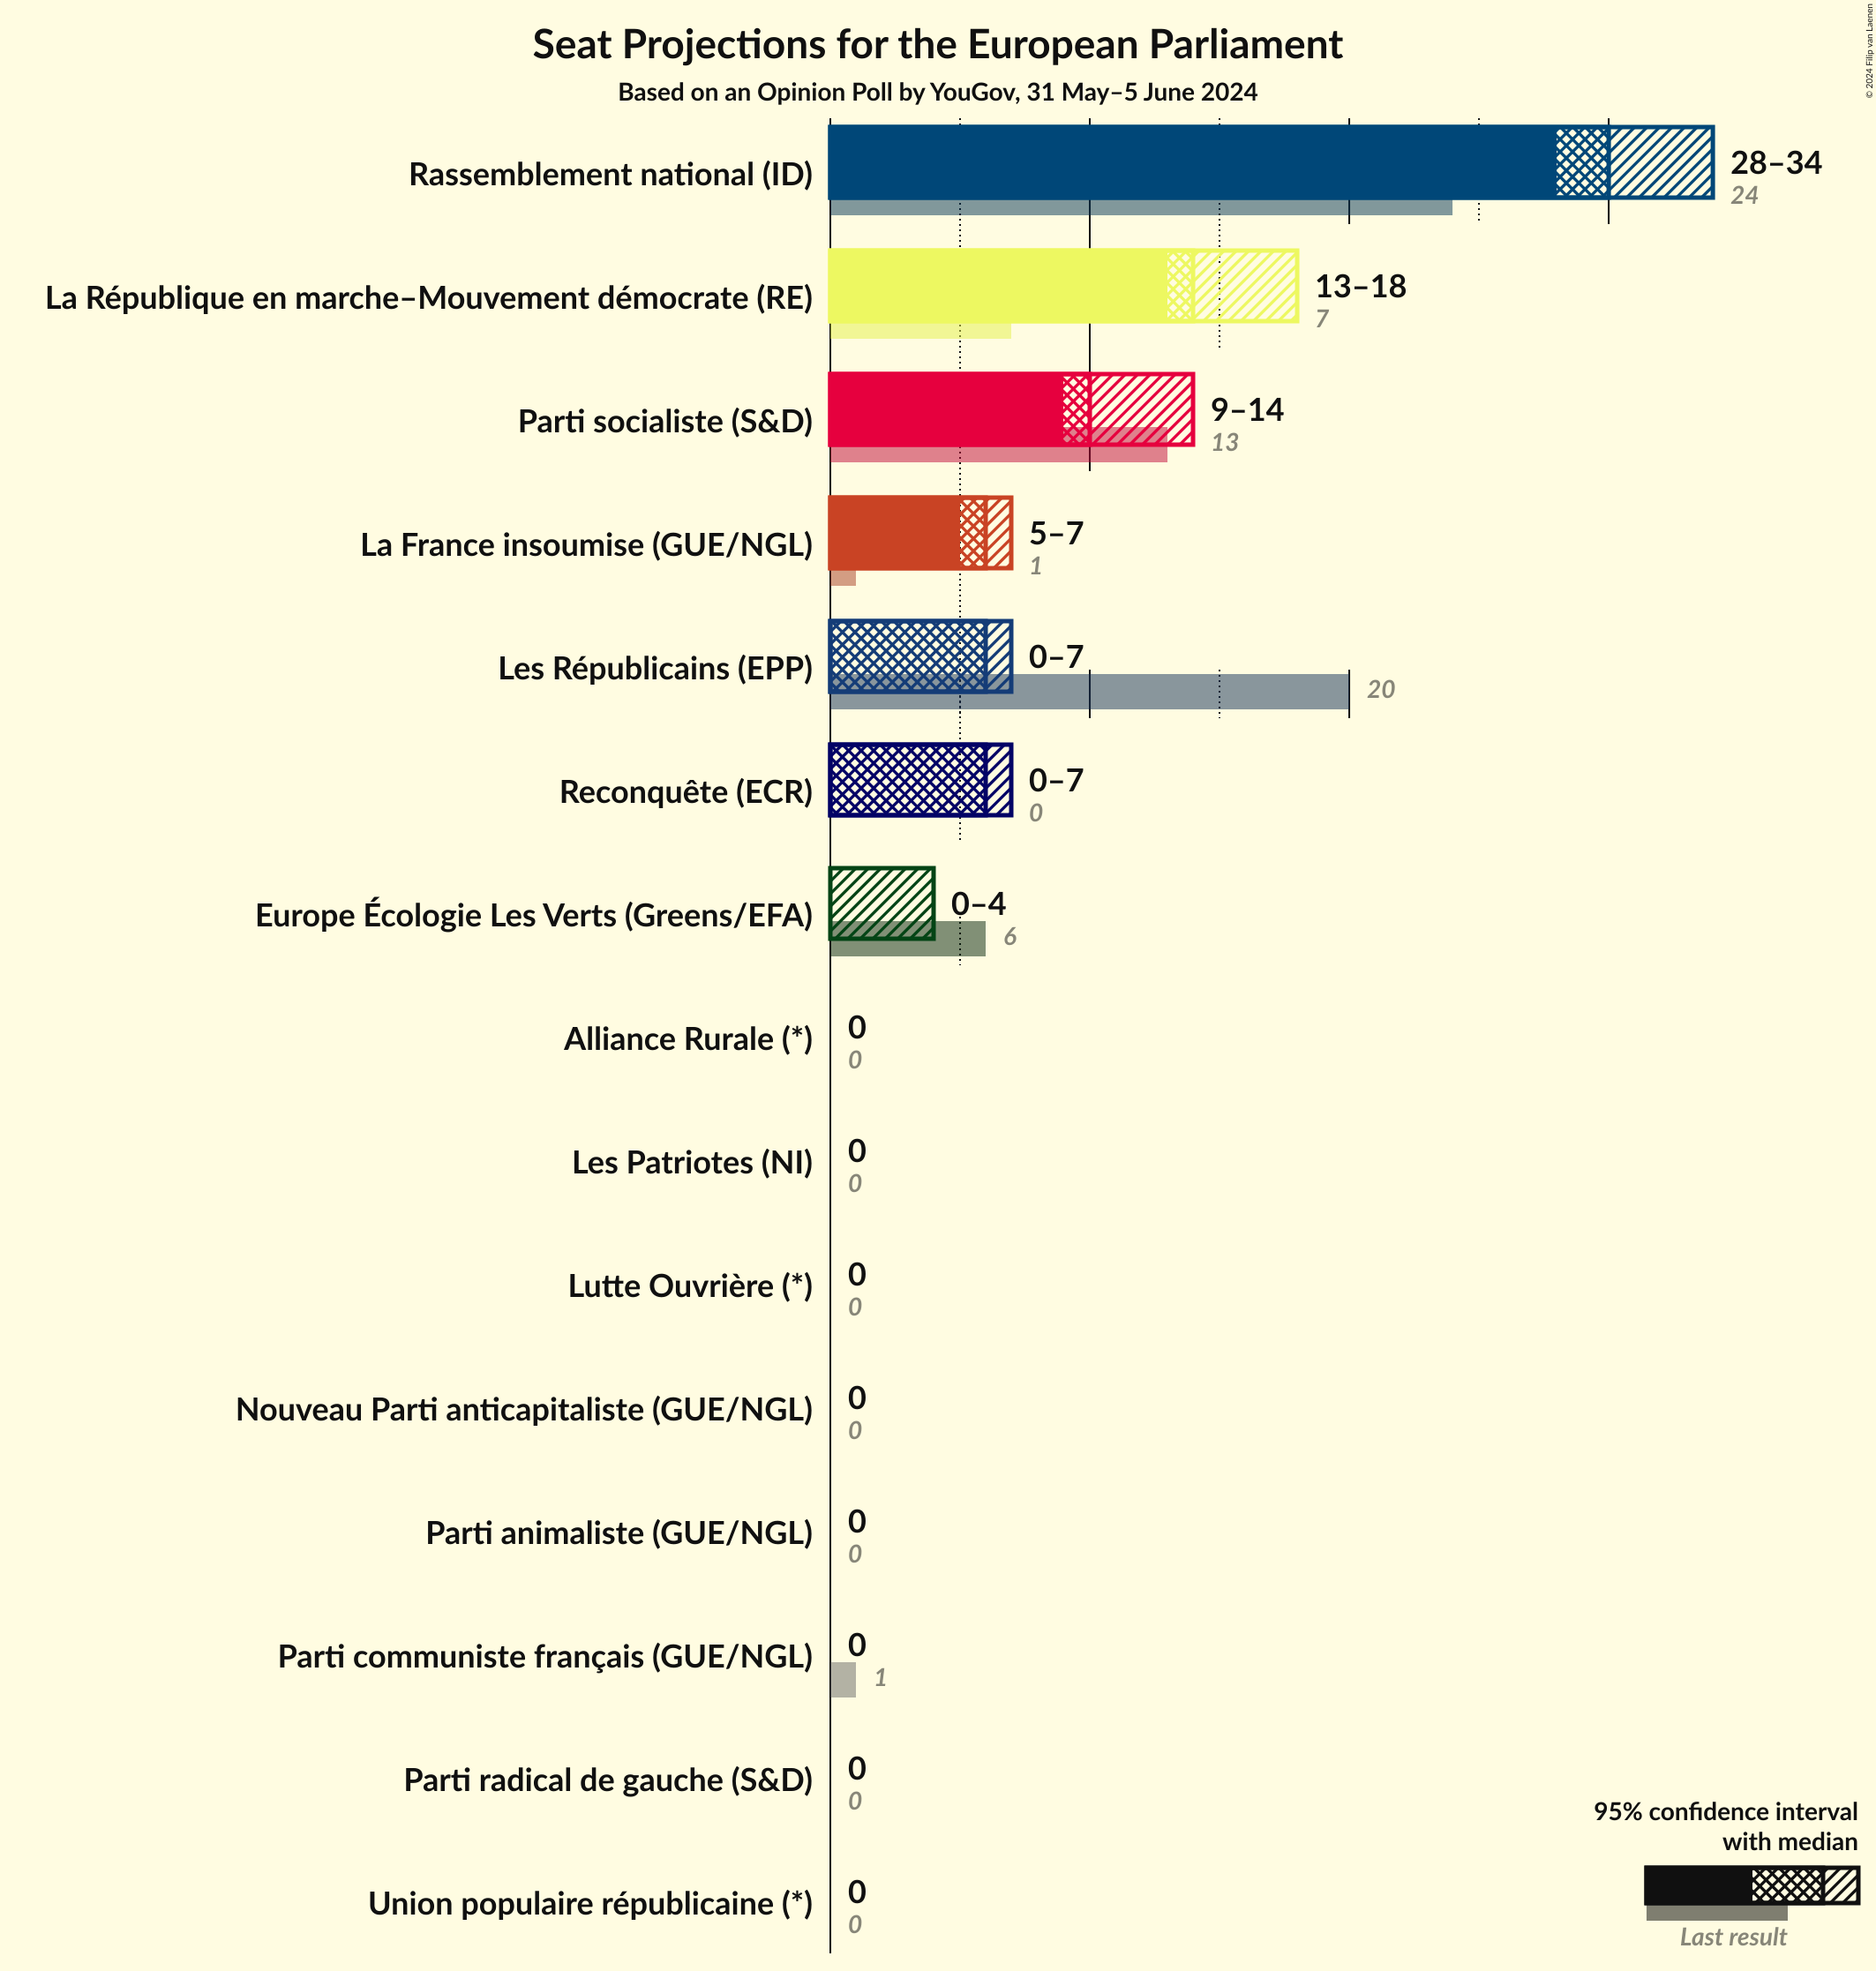 Seat Projections for the European Parliament
Based on an Opinion Poll by YouGov, 31 May–5 June 2024
© 2024 Filip van Laenen
Rassemblement national (ID)
28–34
24
La République en marche–Mouvement démocrate (RE)
13–18
7
Parti socialiste (S&D)
9–14
13
La France insoumise (GUE/NGL)
5–7
1
Les Républicains (EPP)
0–7
20
Reconquête (ECR)
0–7
0
Europe Écologie Les Verts (Greens/EFA)
0–4
6
Alliance Rurale (*)
0
0
Les Patriotes (NI)
0
0
Lutte Ouvrière (*)
0
0
Nouveau Parti anticapitaliste (GUE/NGL)
0
0
Parti animaliste (GUE/NGL)
0
0
Parti communiste français (GUE/NGL)
0
1
Parti radical de gauche (S&D)
0
0
Union populaire républicaine (*)
0
0
95% confidence interval
with median
Last result